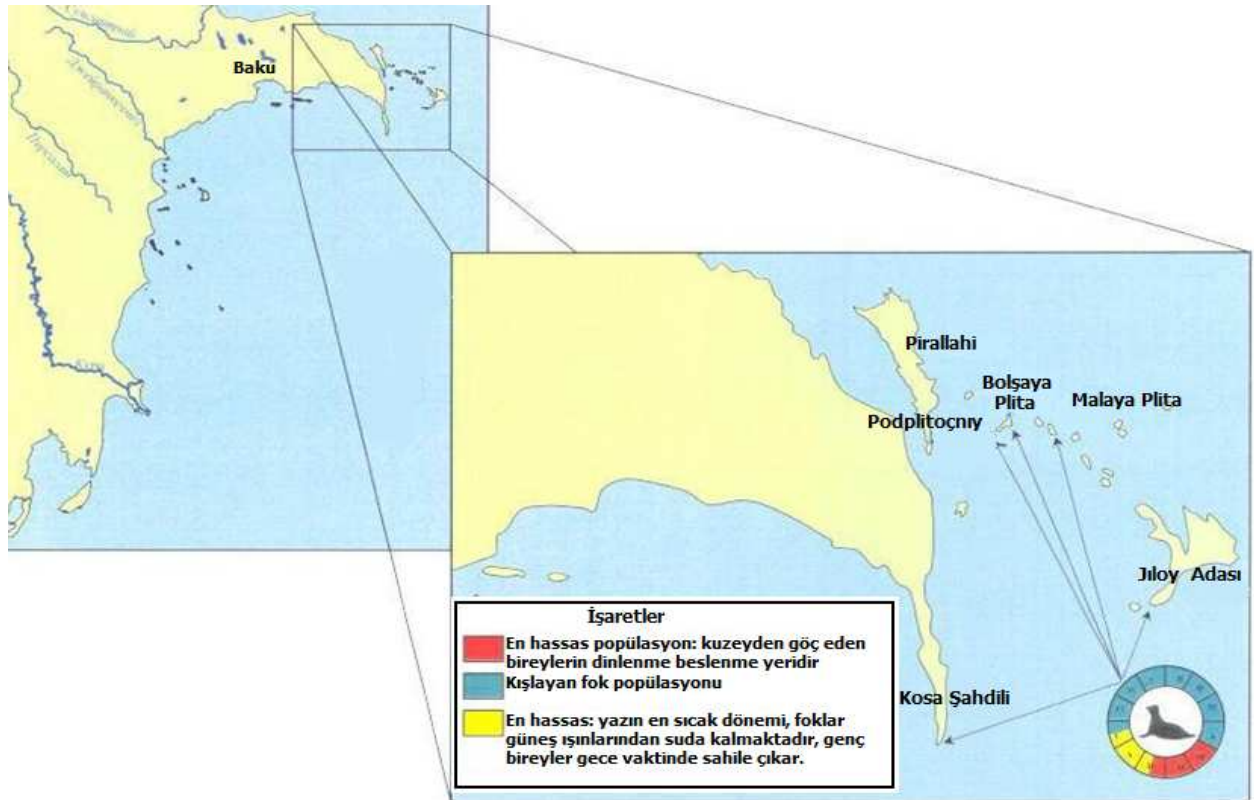 Baku
Pirallahi
Bolşaya
Plita
Malaya Plita
Podplitoçnıy
Jıloy Adası
Kosa Şahdili
İşaretler
En hassas popülasyon: kuzeyden göç eden
bireylerin dinlenme beslenme yeridir
Kışlayan fok popülasyonu
En hassas: yazın en sıcak dönemi, foklar
güneş ışınlarından suda kalmaktadır, genç
bireyler gece vaktinde sahile çıkar.